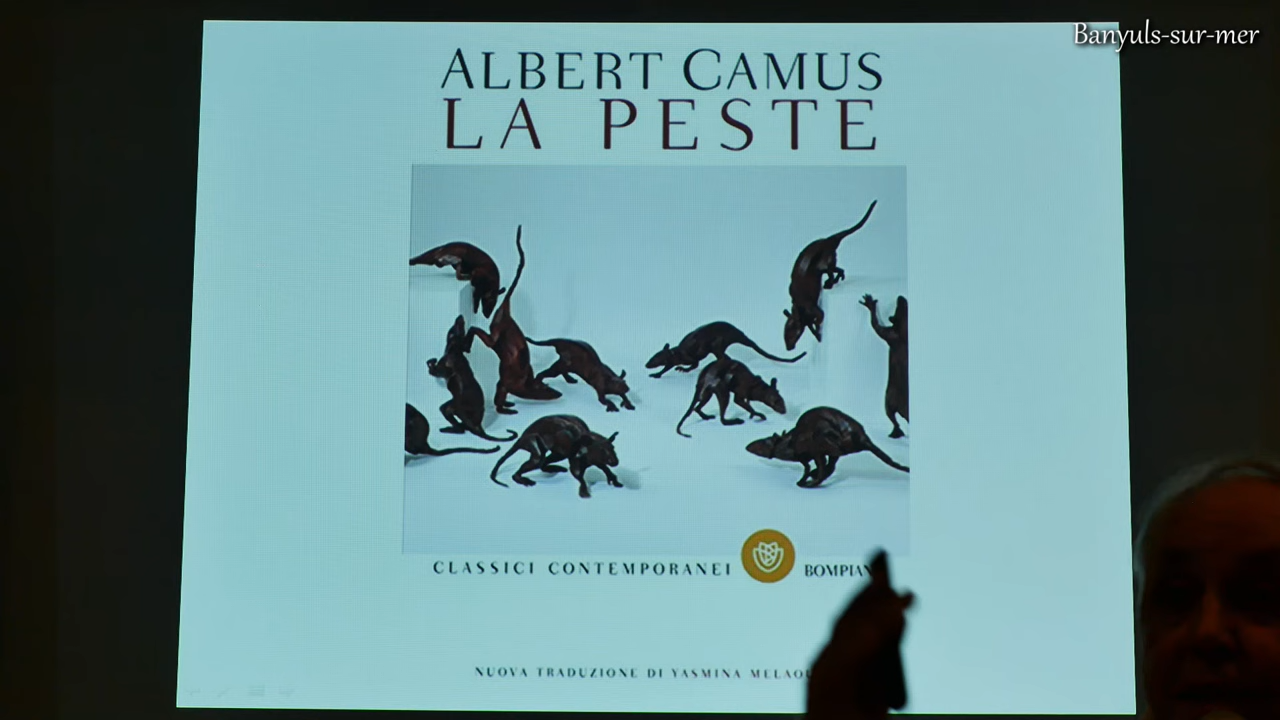 Banyuls-sur-mer
ALBERT CAMUS
LA PESTE
CLASSICI CONTEMPORANEI
NUOVA TRADUZIONE DI YASMINA